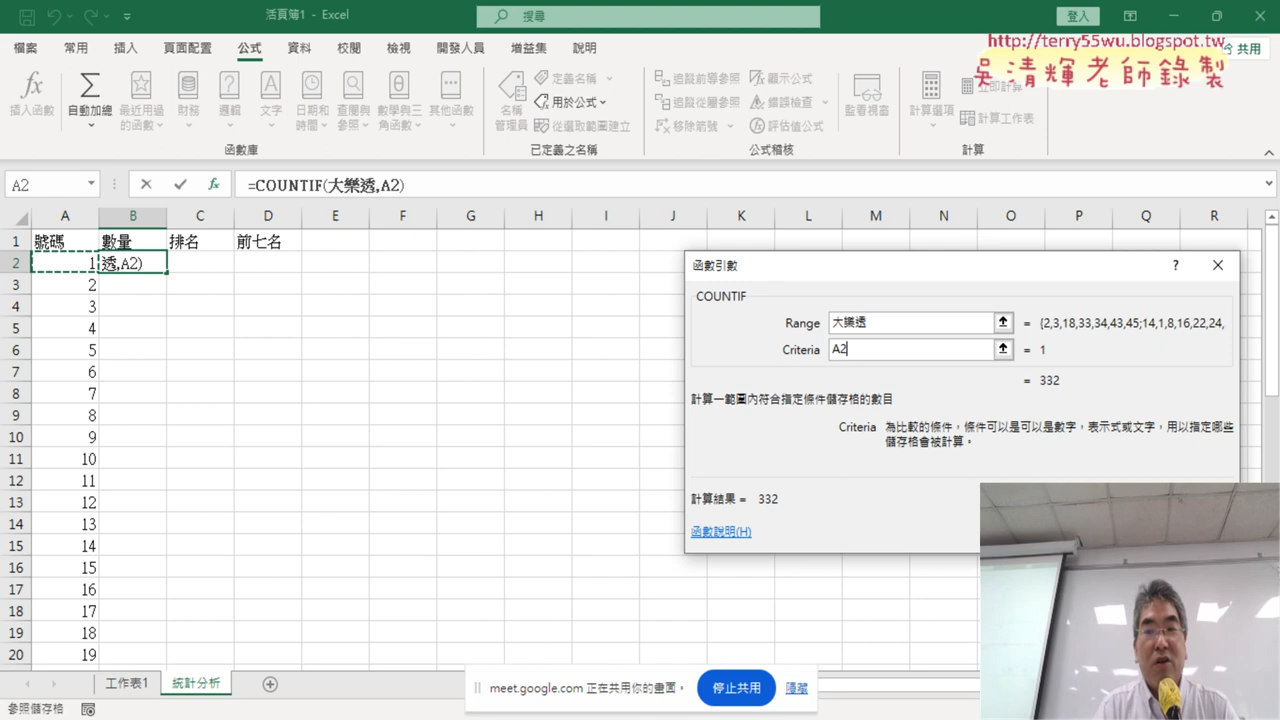 活頁簿1 - Excel
搜尋
登入
檔案 常用 插入 頁面配置 公式 資料 校閱 檢視 開發人員 增益集 說明
共用
http://terry55wu.blogspot.tw
吳清輝老師錄製
插入函數
自動加總
最近用過的函數
財務
邏輯
文字
日期和時間
查閱與參照
數學與三角函數
其他函數
函數庫
名稱管理員
定義名稱
用於公式
從選取範圍建立
已定義之名稱
追蹤前導參照
追蹤從屬參照
移除箭號
顯示公式
錯誤檢查
評估值公式
公式稽核
監看視窗
計算選項
立即計算
計算工作表
計算
A2
=COUNTIF(大樂透,A2)
A B C D E F G H I J K L M N O P Q R
1 號碼 數量 排名 前七名
2 1 透,A2)
3 2
4 3
5 4
6 5
7 6
8 7
9 8
10 9
11 10
12 11
13 12
14 13
15 14
16 15
17 16
18 17
19 18
20 19
函數引數
?
COUNTIF
Range 大樂透 = {2,3,18,33,34,43,45;14,1,8,16,22,24,
Criteria A2 = 1
= 332
計算一範圍內符合指定條件儲存格的數目
Criteria 為比較的條件，條件可以是可以是數字，表示式或文字，用以指定哪些
儲存格會被計算。
計算結果 = 332
函數說明(H)
工作表1 統計分析
meet.google.com 正在共用你的畫面。 停止共用 隱藏
參照儲存格